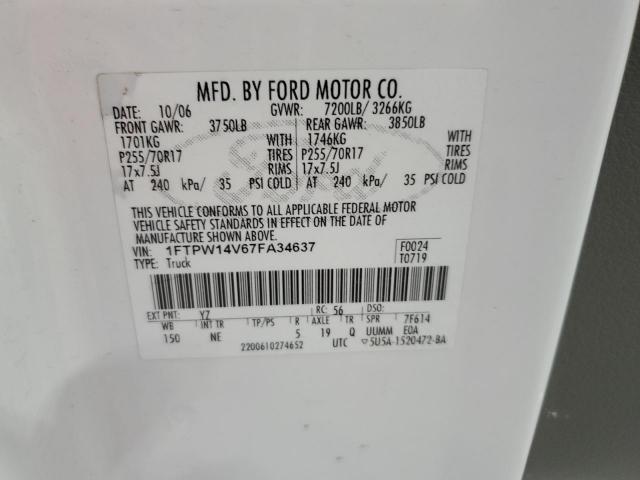 MFD. BY FORD MOTOR CO.
DATE: 10/06 GVWR: 7200LB/ 3266KG
FRONT GAWR: 3750LB REAR GAWR: 3850LB
1701KG WITH 1746KG WITH
P255/70R17 TIRES P255/70R17 TIRES
17x7.5J RIMS 17x7.5J RIMS
AT 240 kPa/ 35 PSI COLD AT 240 kPa/ 35 PSI COLD
THIS VEHICLE CONFORMS TO ALL APPLICABLE FEDERAL MOTOR
VEHICLE SAFETY STANDARDS IN EFFECT ON THE DATE OF
MANUFACTURE SHOWN ABOVE.
VIN: 1FTPW14V67FA34637 F0024
TYPE: Truck T0719
EXT PNT: YZ RC: 56 DSO:
WB INT TR TP/PS R AXLE TR SPR 7F614
150 NE 5 19 Q UUMM E0A
2200610274652 UTC ▽5U5A-1520472-BA
Ford